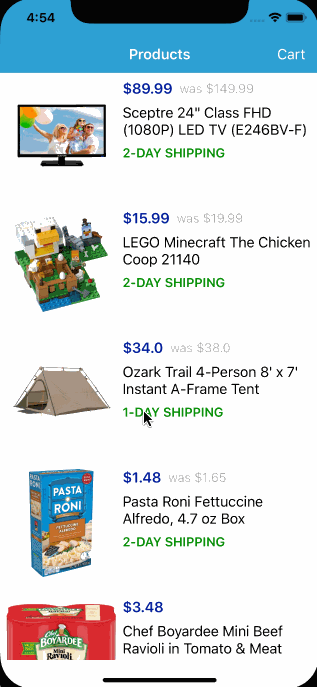 4:54
Products
Cart
$89.99 was $149.99
Sceptre 24" Class FHD
(1080P) LED TV (E246BV-F)
2-DAY SHIPPING
$15.99 was $19.99
LEGO Minecraft The Chicken
Coop 21140
2-DAY SHIPPING
$34.0 was $38.0
Ozark Trail 4-Person 8' x 7'
Instant A-Frame Tent
1-DAY SHIPPING
$1.48 was $1.65
Pasta Roni Fettuccine
Alfredo, 4.7 oz Box
2-DAY SHIPPING
PASTA
RONI
FETTUCCINE
ALFREDO
$3.48
Chef Boyardee Mini Beef
Ravioli in Tomato & Meat
CHEF
BOYARDEE
Mini
Ravioli